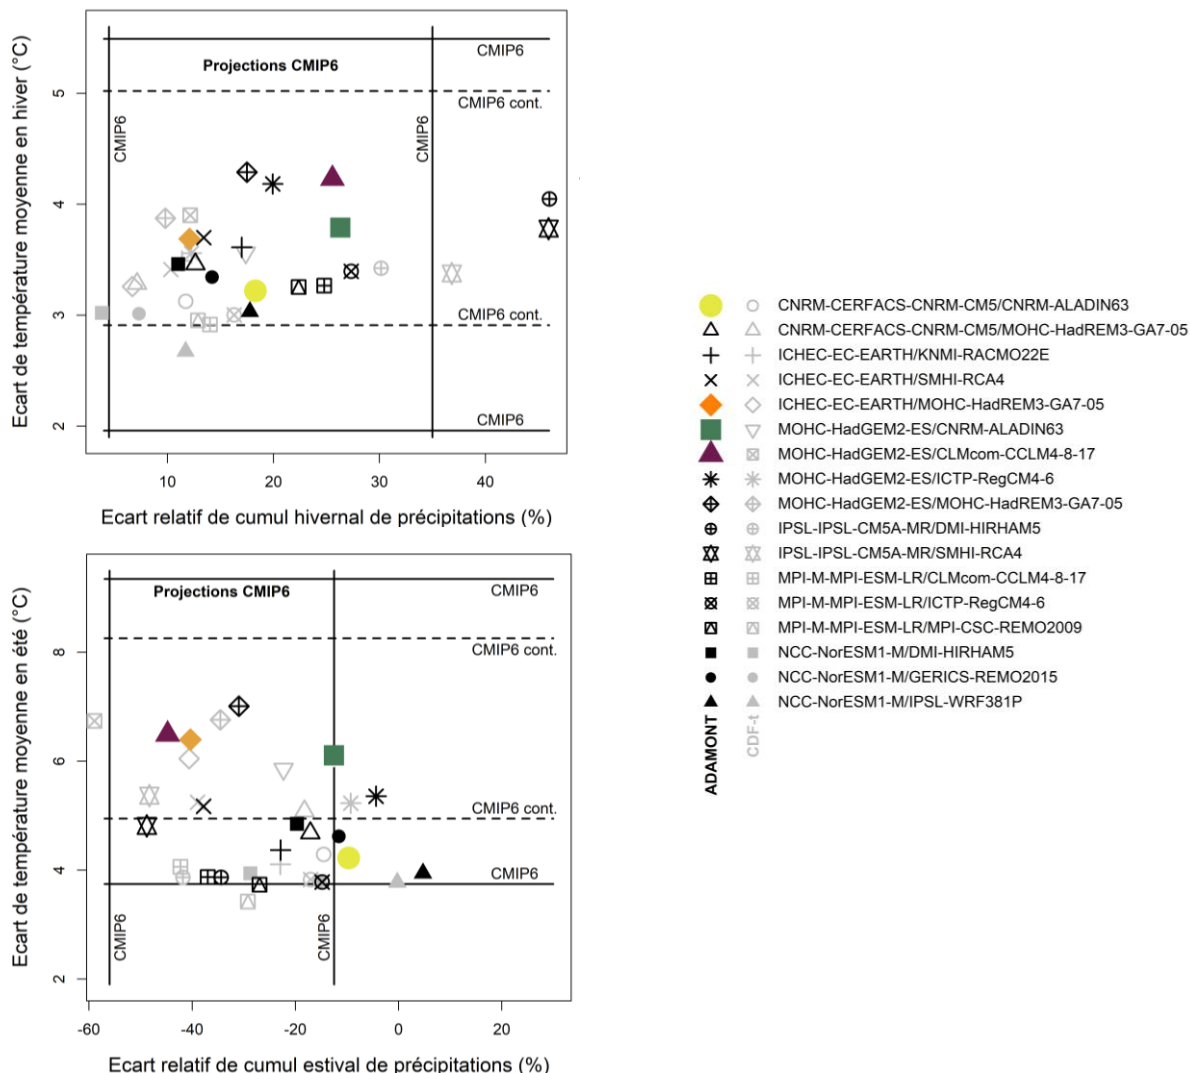 Ecart de température moyenne en hiver (°C)
5
4
3
2
CMIP6
Projections CMIP6
CMIP6 cont.
CMIP6
CMIP6
CMIP6 cont.
CMIP6
10
20
30
40
Ecart relatif de cumul hivernal de précipitations (%)
Ecart de température moyenne en été (°C)
8
6
4
2
Projections CMIP6
CMIP6
CMIP6 cont.
CMIP6 cont.
CMIP6
CMIP6
CMIP6
-60
-40
-20
0
20
Ecart relatif de cumul estival de précipitations (%)
CNRM-CERFACS-CNRM-CM5/CNRM-ALADIN63
CNRM-CERFACS-CNRM-CM5/MOHC-HadREM3-GA7-05
ICHEC-EC-EARTH/KNMI-RACMO22E
ICHEC-EC-EARTH/SMHI-RCA4
ICHEC-EC-EARTH/MOHC-HadREM3-GA7-05
MOHC-HadGEM2-ES/CNRM-ALADIN63
MOHC-HadGEM2-ES/CLMcom-CCLM4-8-17
MOHC-HadGEM2-ES/ICTP-RegCM4-6
MOHC-HadGEM2-ES/MOHC-HadREM3-GA7-05
IPSL-IPSL-CM5A-MR/DMI-HIRHAM5
IPSL-IPSL-CM5A-MR/SMHI-RCA4
MPI-M-MPI-ESM-LR/CLMcom-CCLM4-8-17
MPI-M-MPI-ESM-LR/ICTP-RegCM4-6
MPI-M-MPI-ESM-LR/MPI-CSC-REMO2009
NCC-NorESM1-M/DMI-HIRHAM5
NCC-NorESM1-M/GERICS-REMO2015
NCC-NorESM1-M/IPSL-WRF381P
ADAMONT
CDF-t